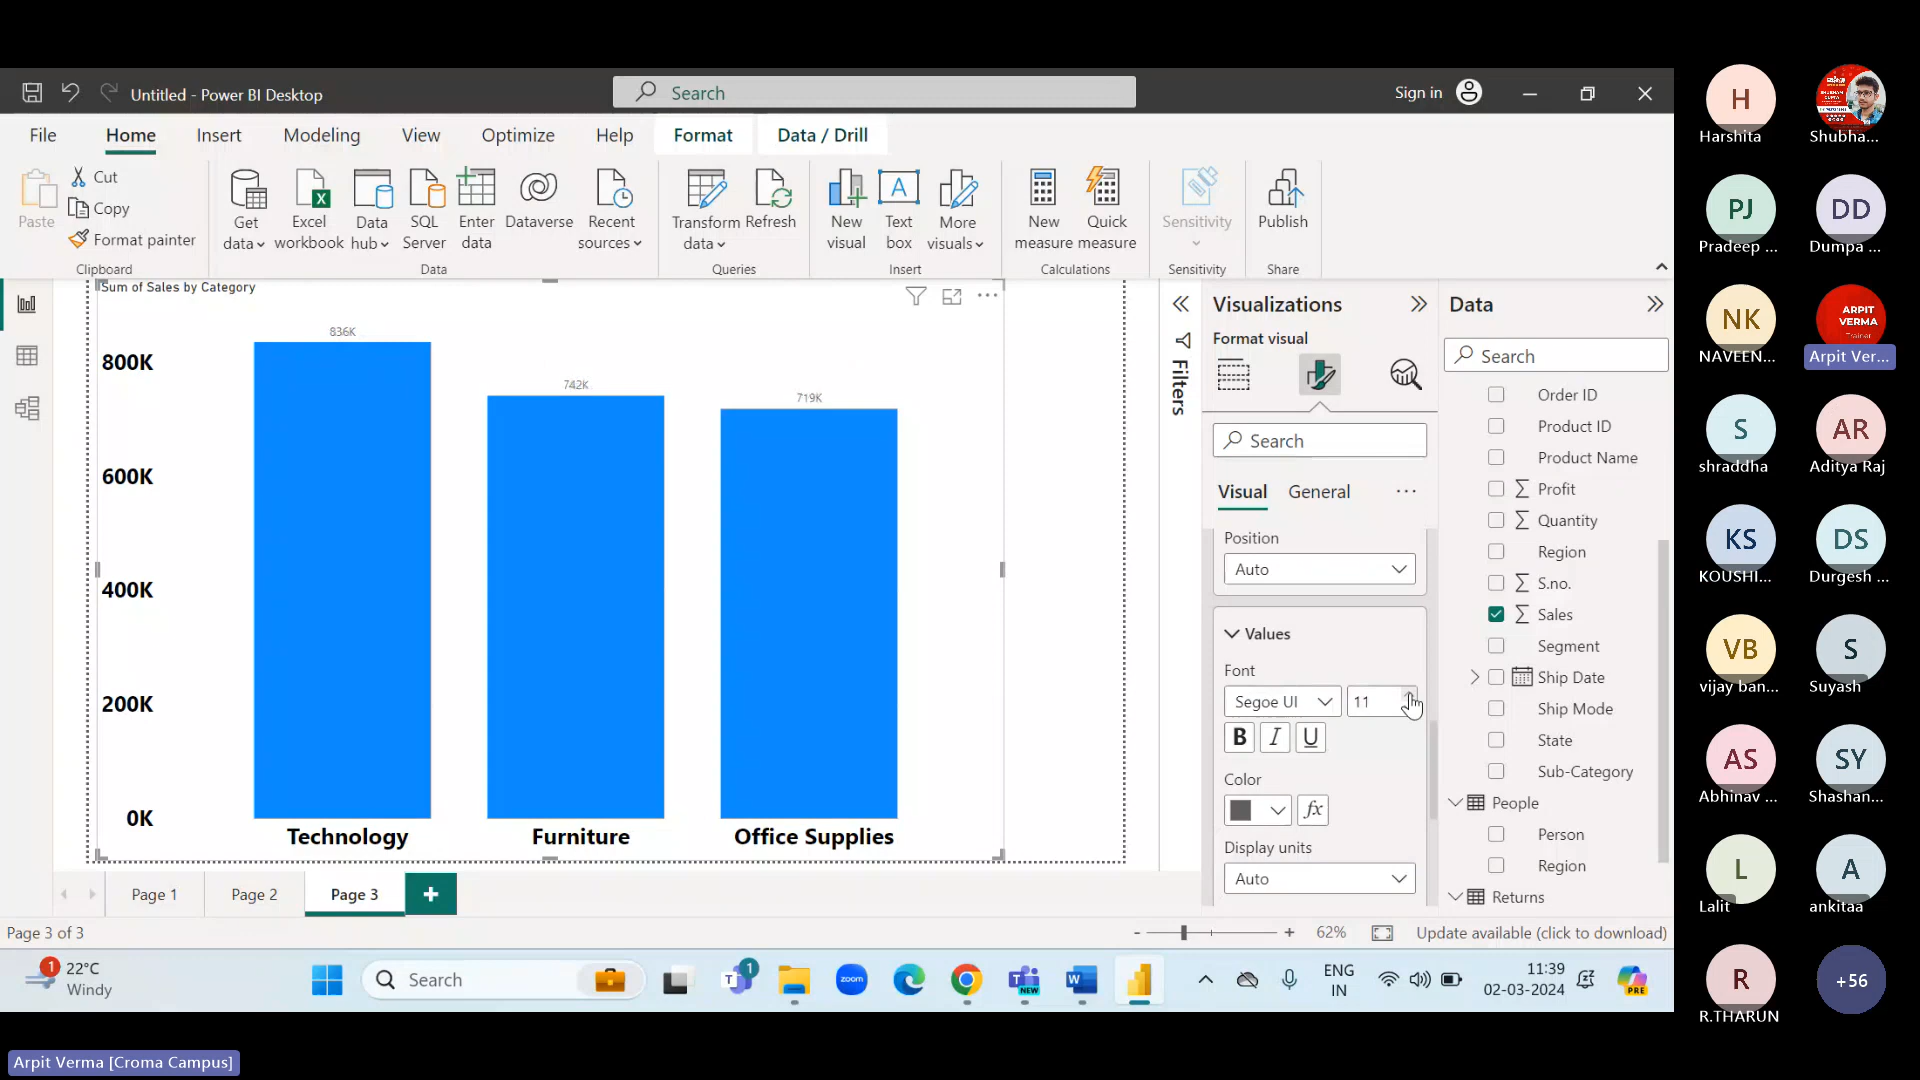 Untitled - Power BI Desktop
Search
Sign in
File Home Insert Modeling View Optimize Help Format Data / Drill
Paste
Cut
Copy
Format painter
Clipboard
Get data
Excel workbook
Data hub
SQL Server
Enter data
Dataverse
Recent sources
Data
Transform data
Refresh
Queries
New visual
Text box
More visuals
Insert
New measure
Quick measure
Calculations
Sensitivity
Sensitivity
Publish
Share
Sum of Sales by Category
800K
600K
400K
200K
0K
836K
742K
719K
Technology
Furniture
Office Supplies
Filters
Visualizations
Format visual
Search
Visual General
Position
Auto
Values
Font
Segoe UI 11
B I U
Color
fx
Display units
Auto
Data
Search
Order ID
Product ID
Product Name
Profit
Quantity
Region
S.no.
Sales
Segment
Ship Date
Ship Mode
State
Sub-Category
People
Person
Region
Returns
Page 1 Page 2 Page 3
Page 3 of 3
- + 62%
Update available (click to download)
1
22°C
Windy
Search
T 1
zoom
NEW
W
ENG
IN
11:39
02-03-2024
PRE
H
Harshita
Shubha...
PJ
Pradeep ...
DD
Dumpa ...
NK
NAVEEN...
ARPIT
VERMA
Trainer
Arpit Ver...
S
shraddha
AR
Aditya Raj
KS
KOUSHI...
DS
Durgesh ...
VB
vijay ban...
S
Suyash
AS
Abhinav ...
SY
Shashan...
L
Lalit
A
ankitaa
R
R.THARUN
+56
Arpit Verma [Croma Campus]